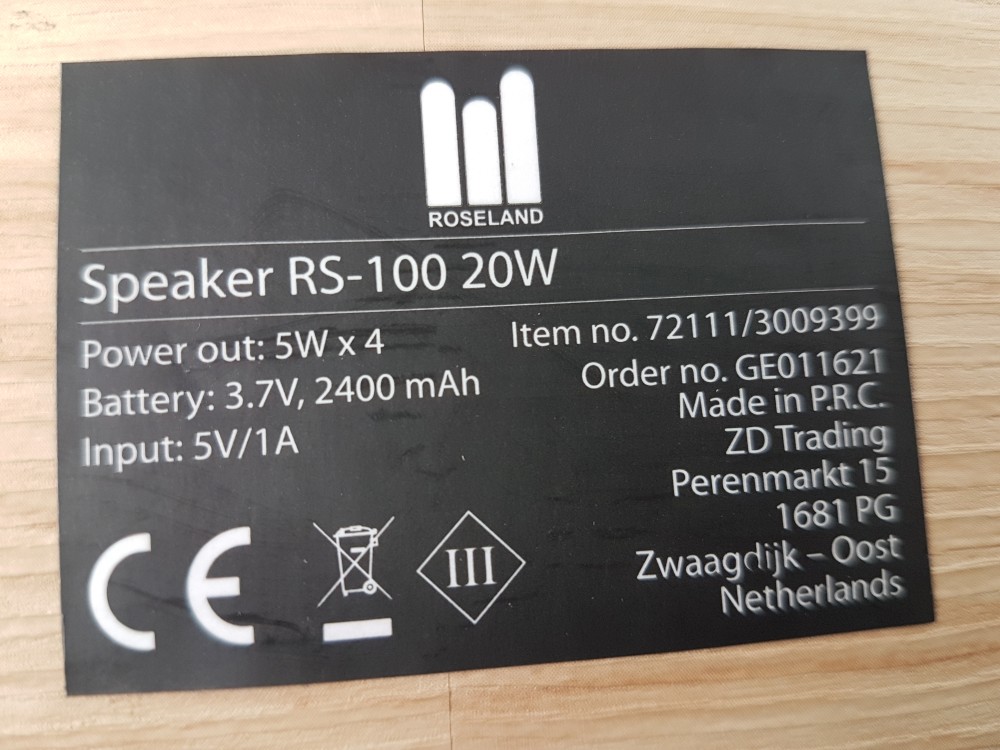 ROSELAND
Speaker RS-100 20W
Power out: 5W x 4
Battery: 3.7V, 2400 mAh
Input: 5V/1A
Item no. 72111/3009399
Order no. GE011621
Made in P.R.C.
ZD Trading
Perenmarkt 15
1681 PG
Zwaagdijk – Oost
Netherlands
CE
III